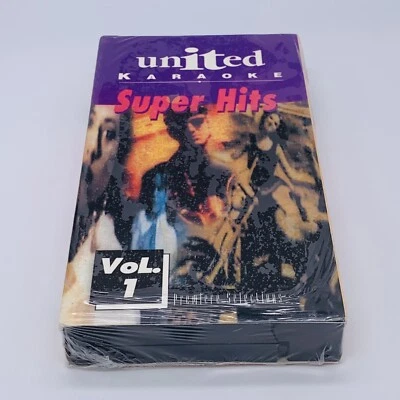 united
KARAOKE
Super Hits
VOL.
1
Premiere Selections